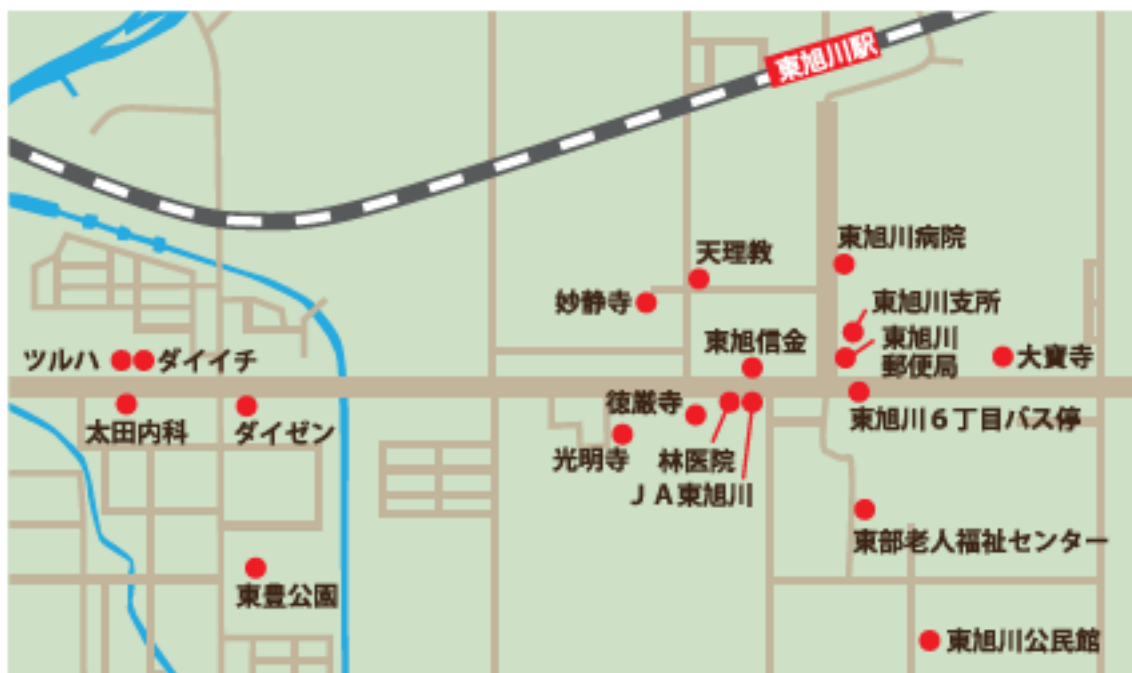 東旭川駅
東旭川病院
天理教
妙静寺
東旭川支所
東旭信金
東旭川
郵便局
大寶寺
ツルハ
ダイイチ
徳厳寺
東旭川6丁目バス停
太田内科
ダイゼン
光明寺
林医院
JA東旭川
東部老人福祉センター
東豊公園
東旭川公民館